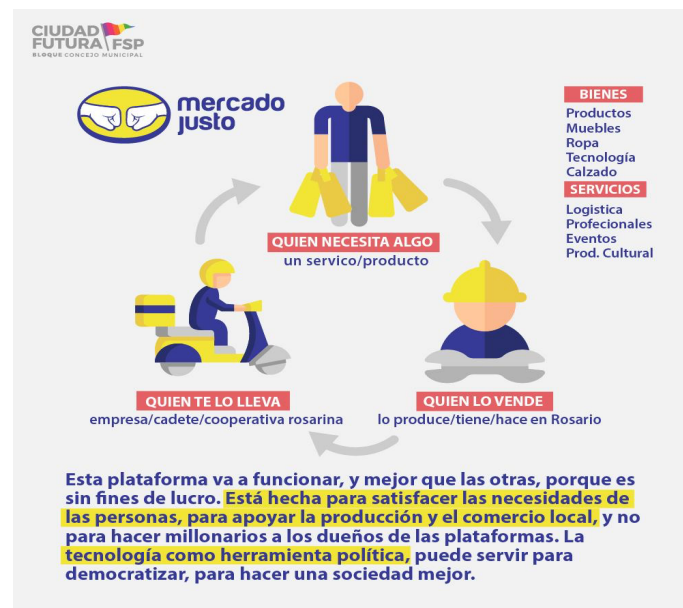 CIUDAD
FUTURA FSP
BLOQUE CONCEJO MUNICIPAL
mercado
justo
BIENES
Productos
Muebles
Ropa
Tecnología
Calzado
SERVICIOS
Logistica
Profecionales
Eventos
Prod. Cultural
QUIEN NECESITA ALGO
un servico/producto
QUIEN TE LO LLEVA
empresa/cadete/cooperativa rosarina
QUIEN LO VENDE
lo produce/tiene/hace en Rosario
Esta plataforma va a funcionar, y mejor que las otras, porque es
sin fines de lucro. Está hecha para satisfacer las necesidades de
las personas, para apoyar la producción y el comercio local, y no
para hacer millonarios a los dueños de las plataformas. La
tecnología como herramienta política, puede servir para
democratizar, para hacer una sociedad mejor.